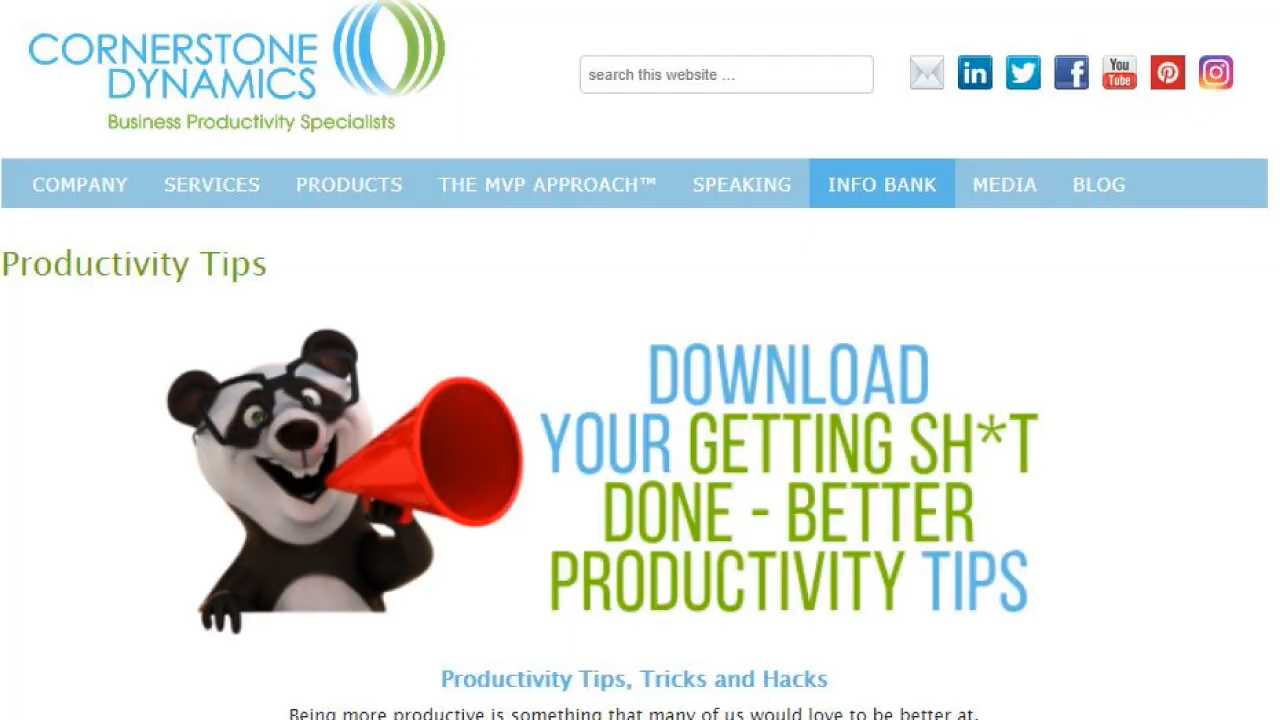 CORNERSTONE
DYNAMICS
Business Productivity Specialists
search this website ...
in
f
You
Tube
COMPANY SERVICES PRODUCTS THE MVP APPROACH™ SPEAKING INFO BANK MEDIA BLOG
Productivity Tips
DOWNLOAD
YOUR GETTING SH*T
DONE - BETTER
PRODUCTIVITY TIPS
Productivity Tips, Tricks and Hacks
Being more productive is something that many of us would love to be better at.